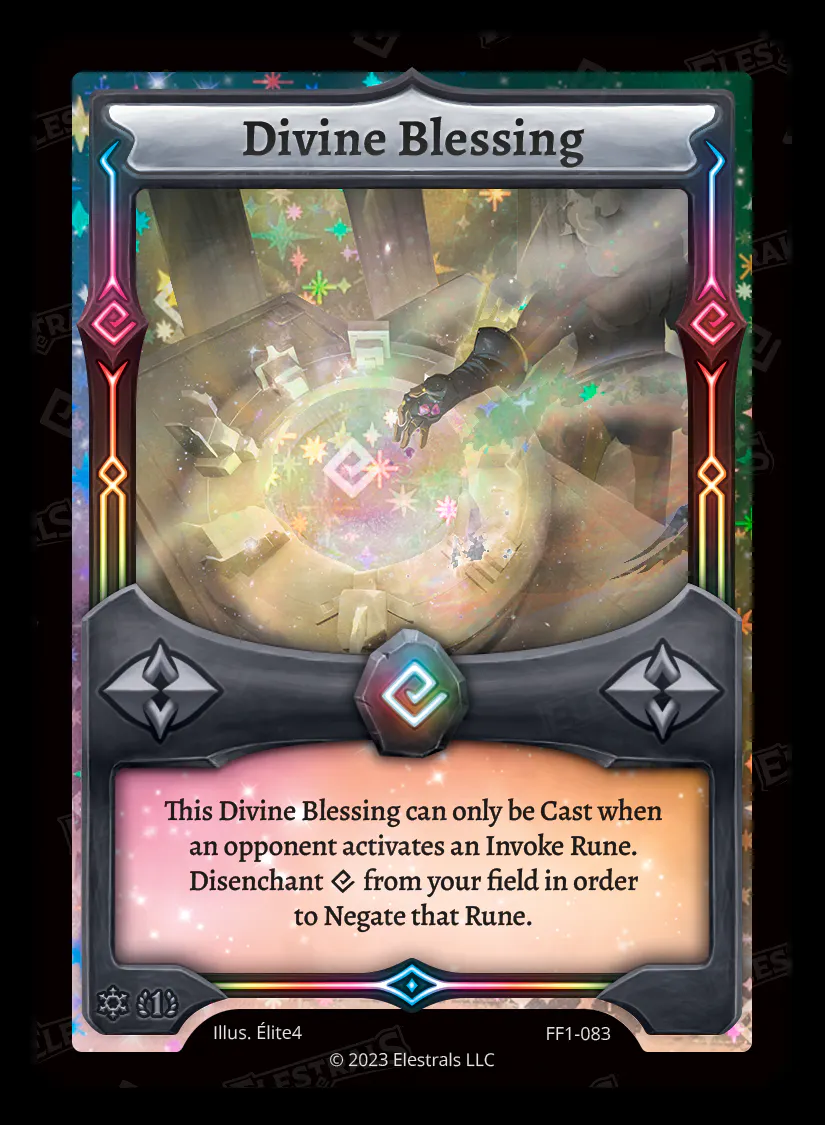 Divine Blessing
This Divine Blessing can only be Cast when
an opponent activates an Invoke Rune.
Disenchant from your field in order
to Negate that Rune.
1
Illus. Élite4
FF1-083
© 2023 Elestrals LLC
ELESTRALS